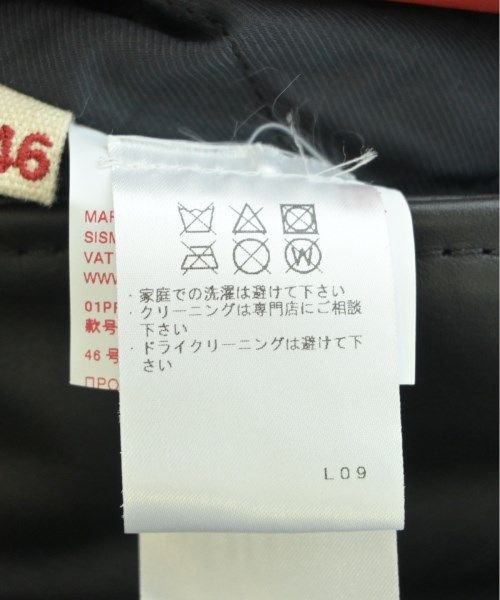 46
MAR
SISM
VAT
WWW
01PF
款号
46 号
ПРО
W
・家庭での洗濯は避けて下さい
・クリーニングは専門店にご相談
下さい
・ドライクリーニングは避けて下
さい
L09